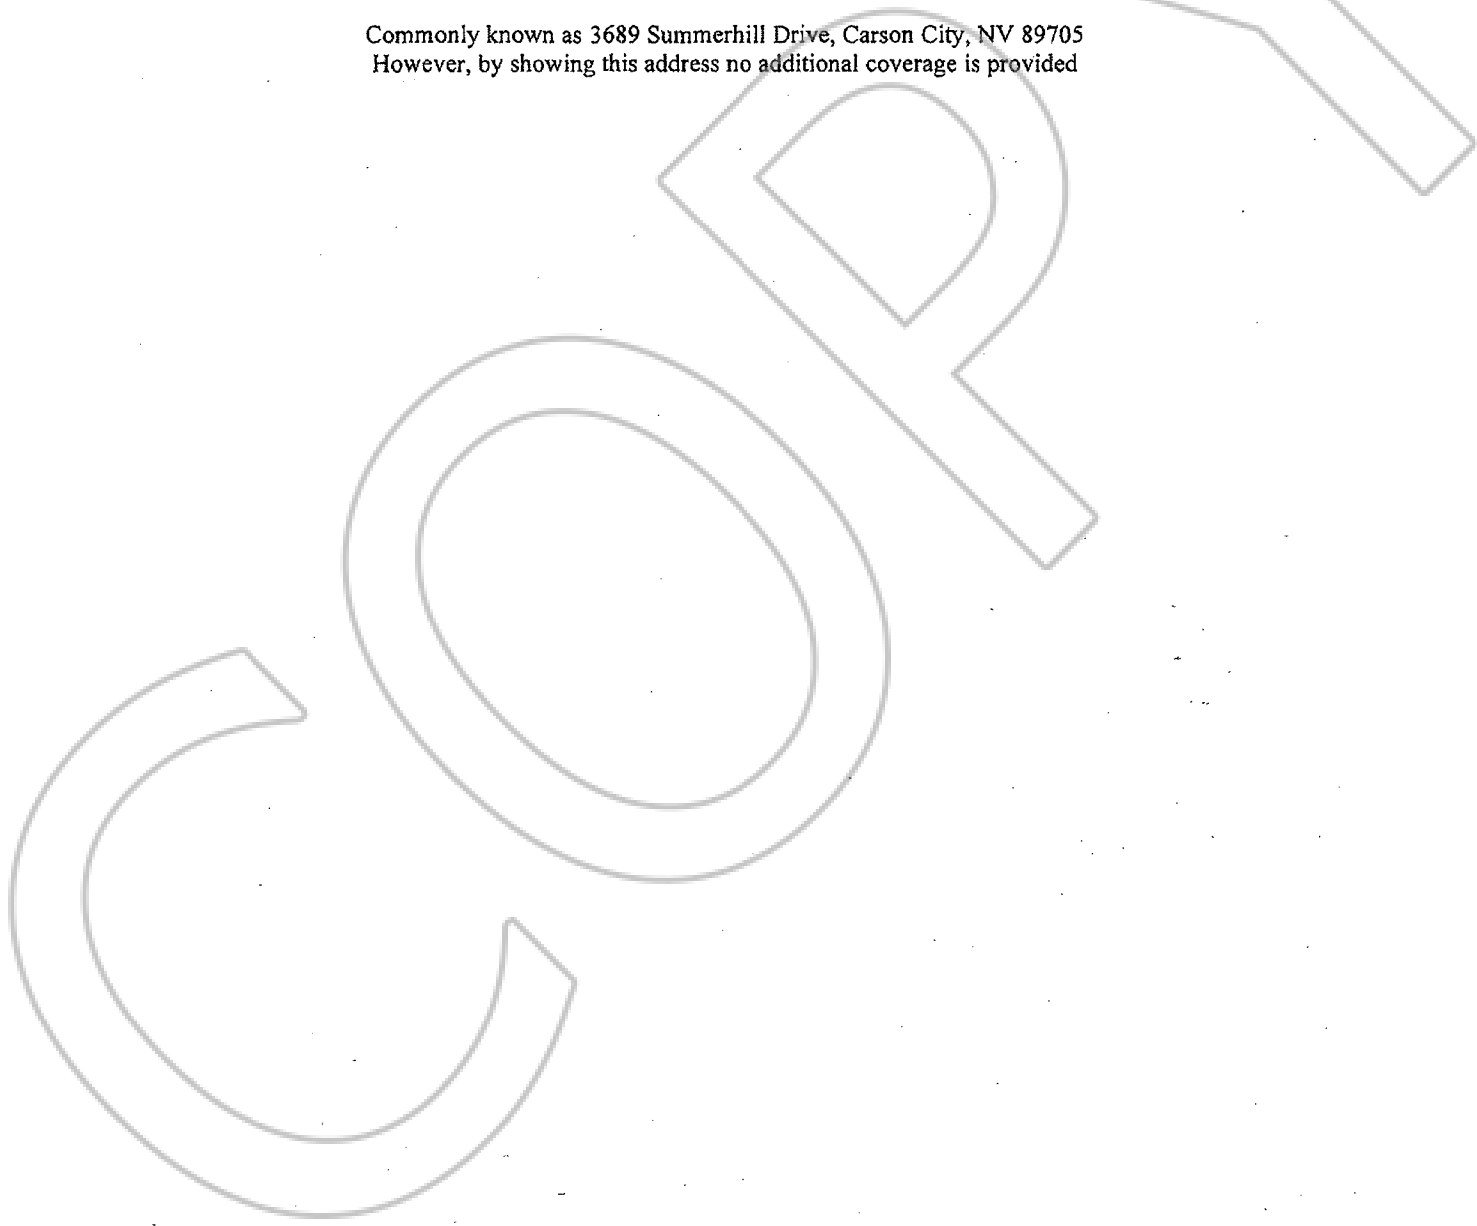 Commonly known as 3689 Summerhill Drive, Carson City, NV 89705
However, by showing this address no additional coverage is provided
COPY